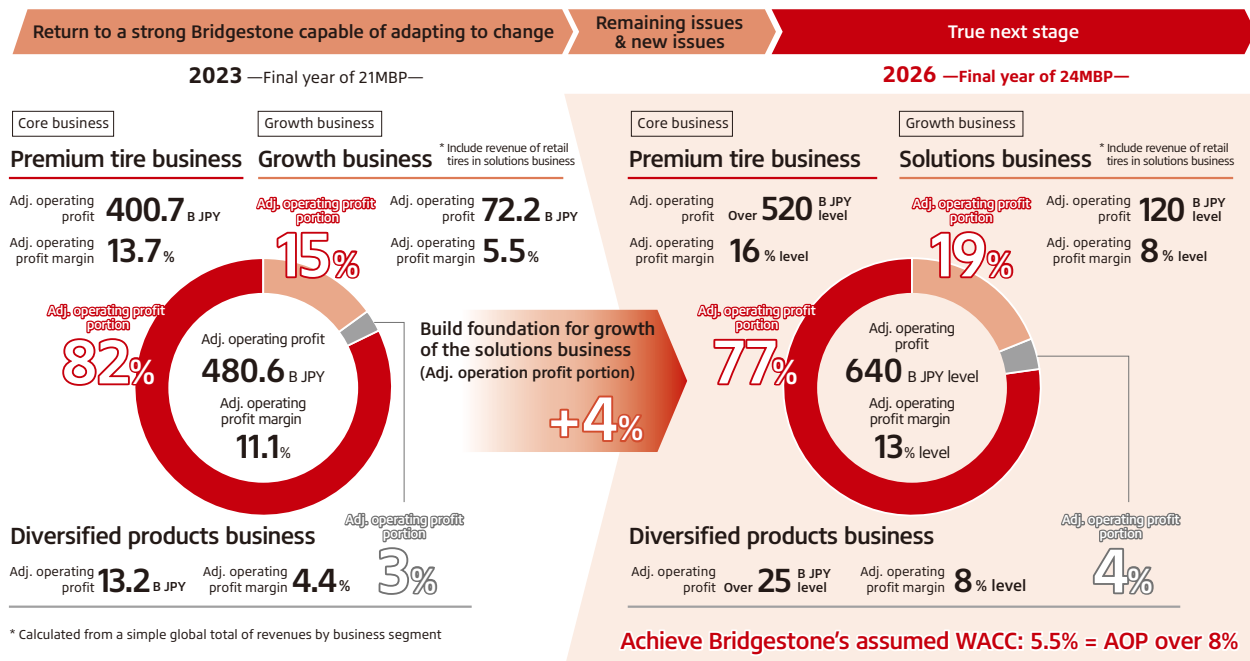 Return to a strong Bridgestone capable of adapting to change
Remaining issues
& new issues
True next stage
2023 —Final year of 21MBP—
Core business
Premium tire business
Adj. operating
profit
400.7 B JPY
Adj. operating
profit margin
13.7%
Growth business
Growth business
* Include revenue of retail
tires in solutions business
Adj. operating
profit
72.2 B JPY
Adj. operating
profit margin
5.5%
Adj. operating profit
portion
15%
Adj. operating profit
portion
82%
Adj. operating profit
480.6 B JPY
Adj. operating
profit margin
11.1%
Diversified products business
Adj. operating
profit
13.2 B JPY
Adj. operating
profit margin
4.4%
Adj. operating profit
portion
3%
* Calculated from a simple global total of revenues by business segment
Build foundation for growth
of the solutions business
(Adj. operation profit portion)
+4%
2026 —Final year of 24MBP—
Core business
Premium tire business
Adj. operating
profit
Over 520 B JPY
level
Adj. operating
profit margin
16 % level
Growth business
Solutions business
* Include revenue of retail
tires in solutions business
Adj. operating
profit
120 B JPY
level
Adj. operating
profit margin
8 % level
Adj. operating profit
portion
19%
Adj. operating profit
portion
77%
Adj. operating
profit
640 B JPY level
Adj. operating
profit margin
13 % level
Diversified products business
Adj. operating
profit
Over 25 B JPY
level
Adj. operating
profit margin
8 % level
Adj. operating profit
portion
4%
Achieve Bridgestone's assumed WACC: 5.5% = AOP over 8%